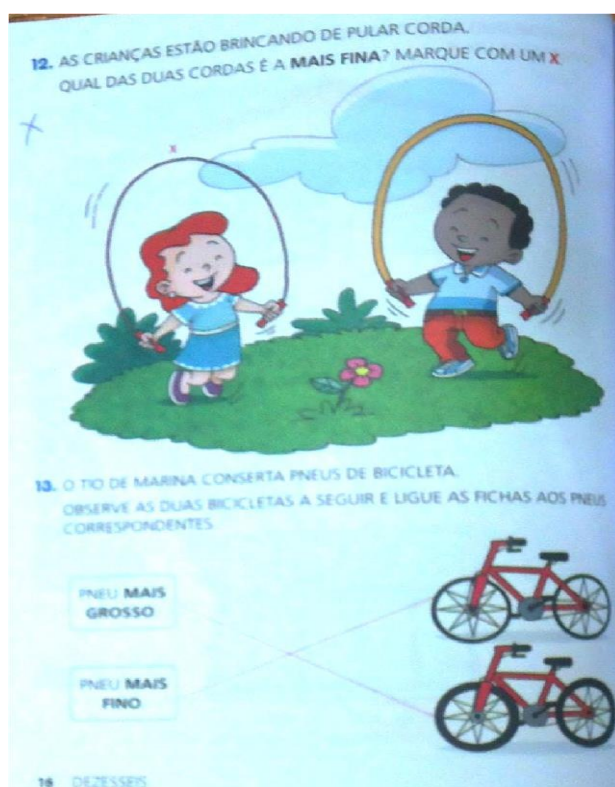 12. AS CRIANÇAS ESTÃO BRINCANDO DE PULAR CORDA.
QUAL DAS DUAS CORDAS É A MAIS FINA? MARQUE COM UM X
X
x
13. O TIO DE MARINA CONSERTA PNEUS DE BICICLETA.
OBSERVE AS DUAS BICICLETAS A SEGUIR E LIGUE AS FICHAS AOS PNEUS
CORRESPONDENTES
PNEU MAIS
GROSSO
PNEU MAIS
FINO
16 DEZESSEIS